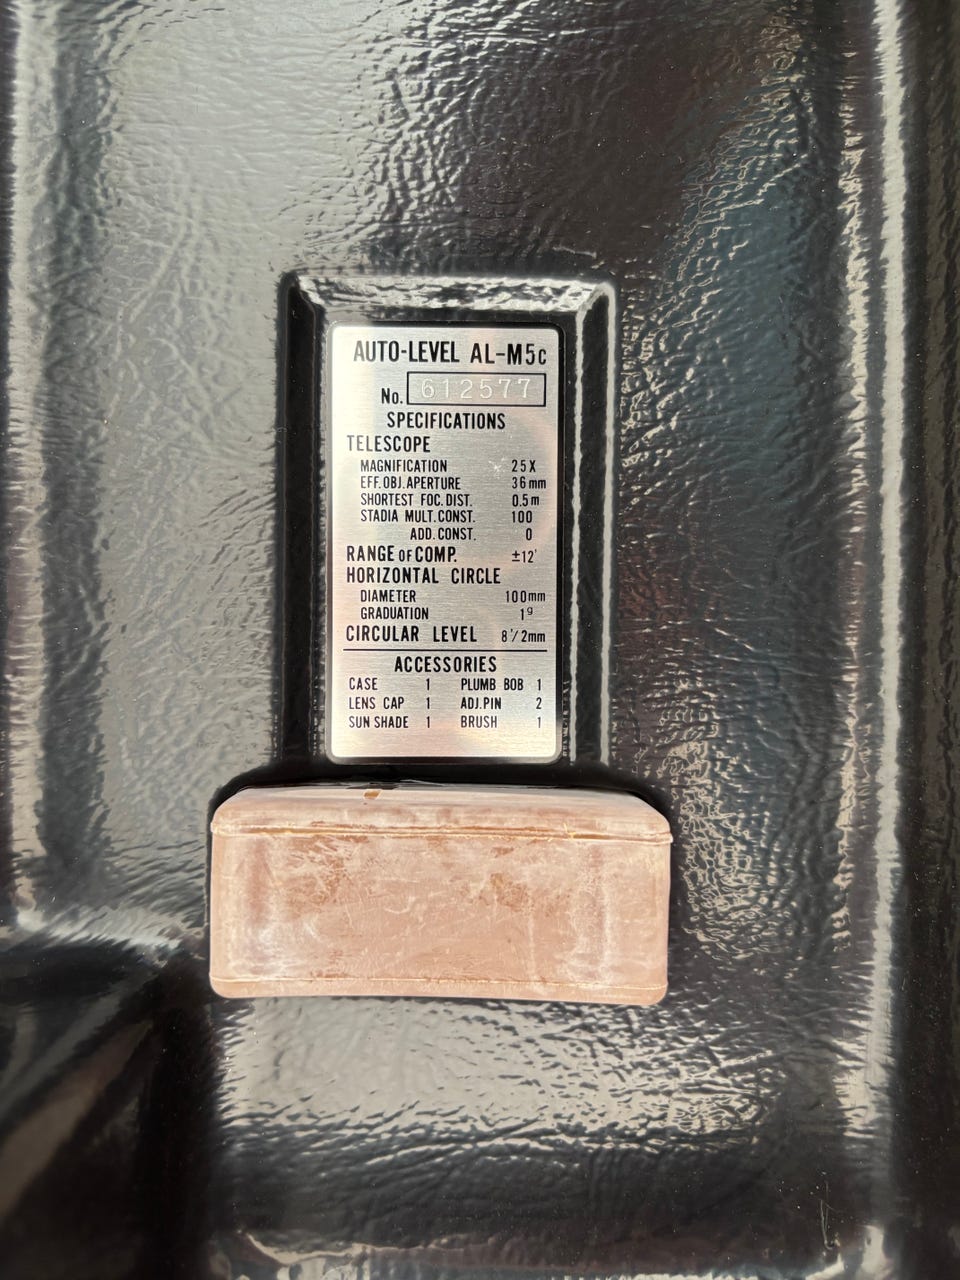 AUTO-LEVEL AL-M5c
No. 612577
SPECIFICATIONS
TELESCOPE
MAGNIFICATION 25X
EFF.OBJ.APERTURE 36mm
SHORTEST FOC.DIST. 0.5m
STADIA MULT.CONST. 100
ADD.CONST. 0
RANGE OF COMP. ±12'
HORIZONTAL CIRCLE
DIAMETER 100mm
GRADUATION 1g
CIRCULAR LEVEL 8'/2mm
ACCESSORIES
CASE 1 PLUMB BOB 1
LENS CAP 1 ADJ.PIN 2
SUN SHADE 1 BRUSH 1